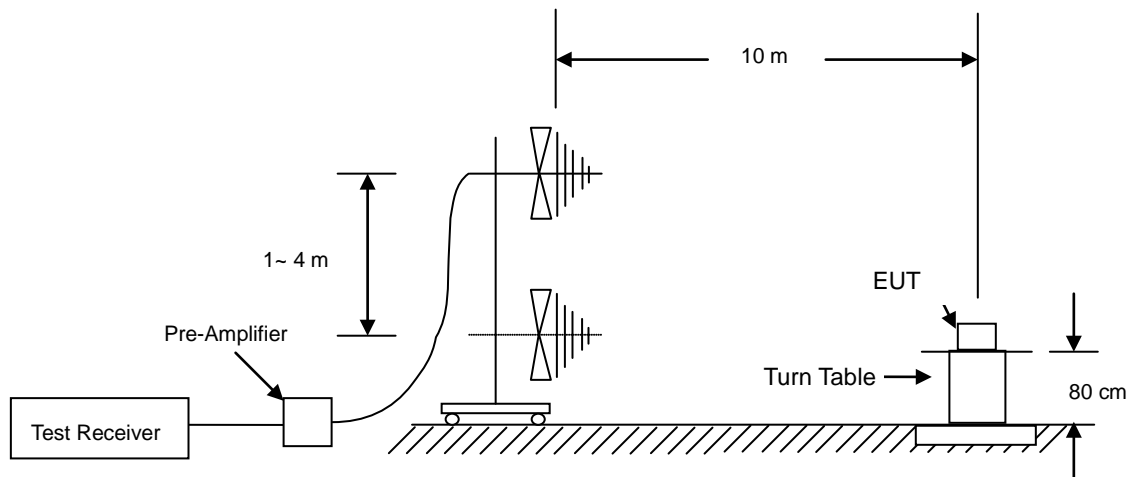 10 m
1~ 4 m
EUT
Pre-Amplifier
Turn Table
80 cm
Test Receiver